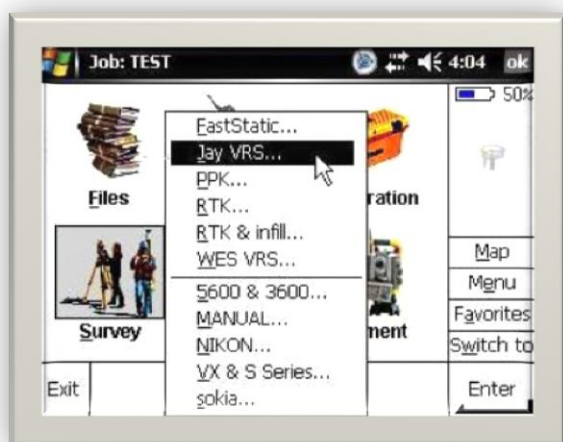 Job: TEST 4:04 ok
50%
FastStatic...
Jay VRS...
PPK...
RTK...
RTK & infill...
WES VRS...
5600 & 3600...
MANUAL...
NIKON...
VX & S Series...
sokia...
Files
ration
Survey
ment
Map
Menu
Favorites
Switch to
Exit
Enter